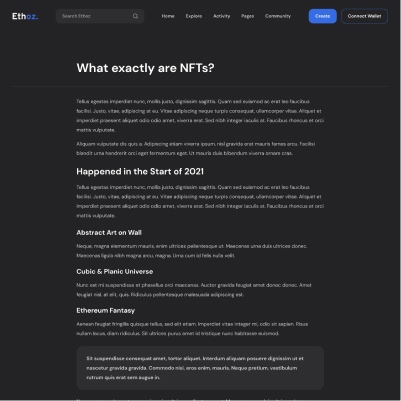 Ethoz.
Search Ethoz
Home Explore Activity Pages Community
Create
Connect Wallet
What exactly are NFTs?
Tellus egestas imperdiet nunc, mollis justo, dignissim sagittis. Quam sed euismod ac erat leo faucibus
facilisi. Justo, vitae, adipiscing at eu. Vitae adipiscing neque turpis consequat, ullamcorper vitae. Aliquet et
imperdiet praesent aliquet odio odio amet, viverra erat. Sed nibh integer iaculis at. Faucibus rhoncus et orci
mattis vulputate.
Aliquam vulputate dis quis a. Adipiscing etiam viverra ipsum, nisl gravida erat mauris fames arcu. Facilisi
blandit urna hendrerit orci eget fermentum eget. Ut mauris duis bibendum viverra ornare cras.
Happened in the Start of 2021
Tellus egestas imperdiet nunc, mollis justo, dignissim sagittis. Quam sed euismod ac erat leo faucibus
facilisi. Justo, vitae, adipiscing at eu. Vitae adipiscing neque turpis consequat, ullamcorper vitae. Aliquet et
imperdiet praesent aliquet odio odio amet, viverra erat. Sed nibh integer iaculis at. Faucibus rhoncus et orci
mattis vulputate.
Abstract Art on Wall
Neque, magna elementum mauris, enim ultrices pellentesque ut. Maecenas urna duis ultrices donec.
Maecenas ligula nibh magna arcu, magna. Urna cum id felis nulla velit.
Cubic & Planic Universe
Nunc est mi suspendisse et phasellus orci maecenas. Auctor gravida feugiat amet donec donec. Amet
feugiat nisl, at elit, quis. Ridiculus pellentesque malesuada adipiscing est.
Ethereum Fantasy
Aenean feugiat fringilla quisque tellus, sed elit etiam. Imperdiet vitae integer mi, odio sit sapien. Risus
nullam lacus, diam ridiculus. Sit ultrices purus amet id tristique nunc habitasse euismod.
Sit suspendisse consequat amet, tortor aliquet. Interdum aliquam posuere dignissim ut et
nascetur gravida gravida. Commodo nisi, eros enim, mauris. Neque pretium, vestibulum
rutrum quis erat sem augue in.